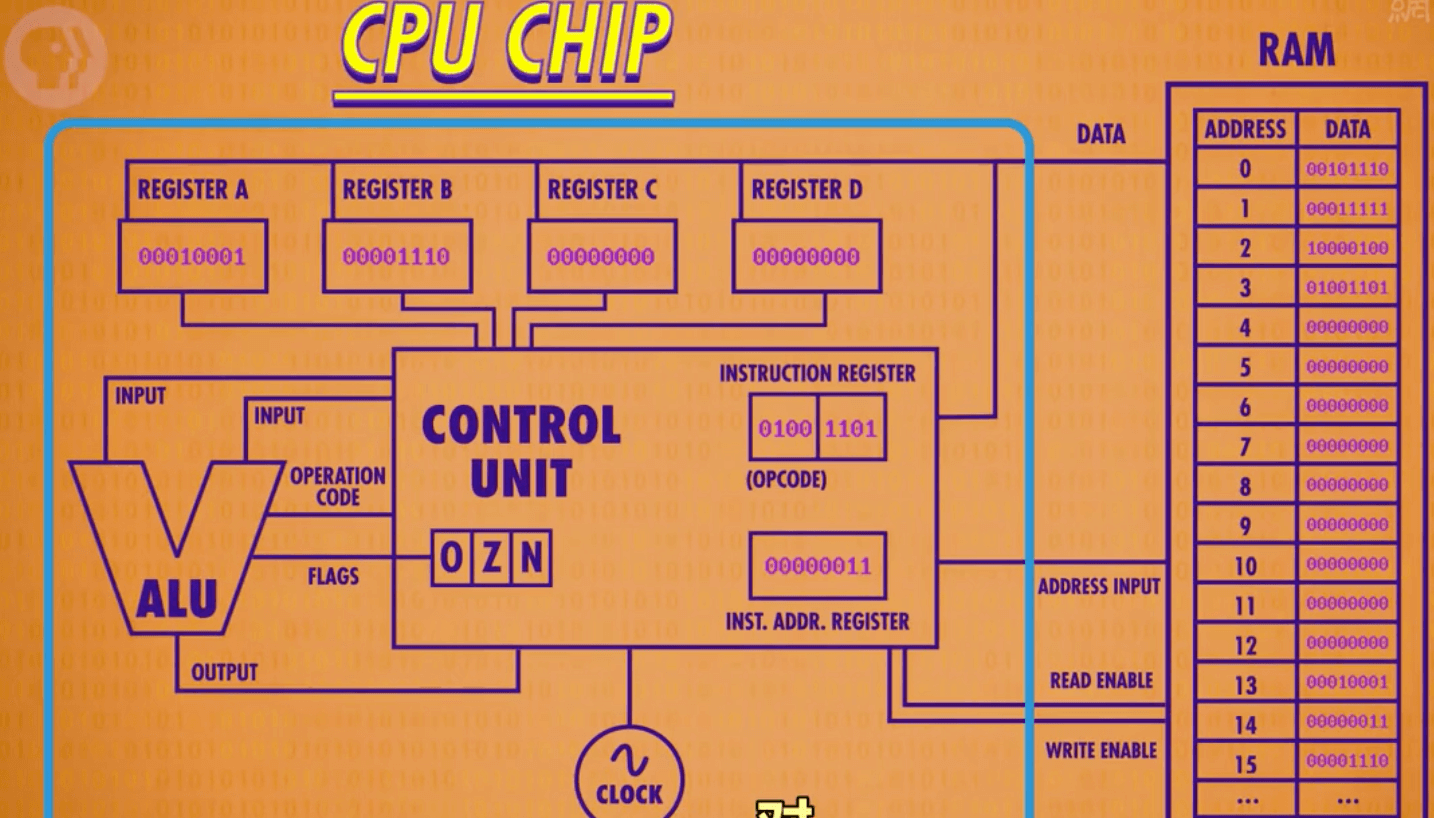 CPU CHIP
RAM
DATA
ADDRESS DATA
0 00101110
1 00011111
2 10000100
3 01001101
4 00000000
5 00000000
6 00000000
7 00000000
8 00000000
9 00000000
10 00000000
11 00000000
12 00000000
13 00010001
14 00000011
15 00001110
... ...
REGISTER A
00010001
REGISTER B
00001110
REGISTER C
00000000
REGISTER D
00000000
INPUT
INPUT
OPERATION
CODE
ALU
FLAGS
OUTPUT
CONTROL
UNIT
O Z N
INSTRUCTION REGISTER
0100 1101
(OPCODE)
00000011
INST. ADDR. REGISTER
CLOCK
ADDRESS INPUT
READ ENABLE
WRITE ENABLE